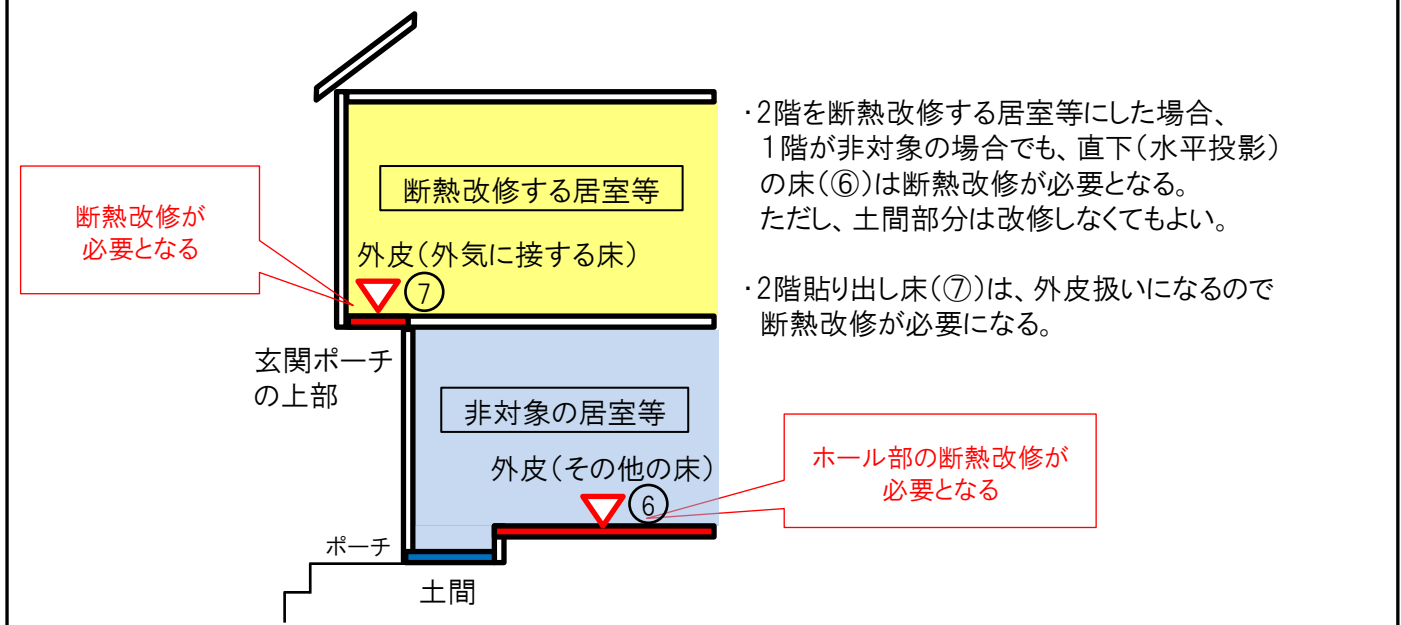 ・2階を断熱改修する居室等にした場合、
1階が非対象の場合でも、直下(水平投影)
の床(⑥)は断熱改修が必要となる。
ただし、土間部分は改修しなくてもよい。
・2階貼り出し床(⑦)は、外皮扱いになるので
断熱改修が必要になる。
断熱改修する居室等
断熱改修が
必要となる
外皮(外気に接する床)
⑦
玄関ポーチ
の上部
非対象の居室等
外皮(その他の床)
⑥
ホール部の断熱改修が
必要となる
ポーチ
土間